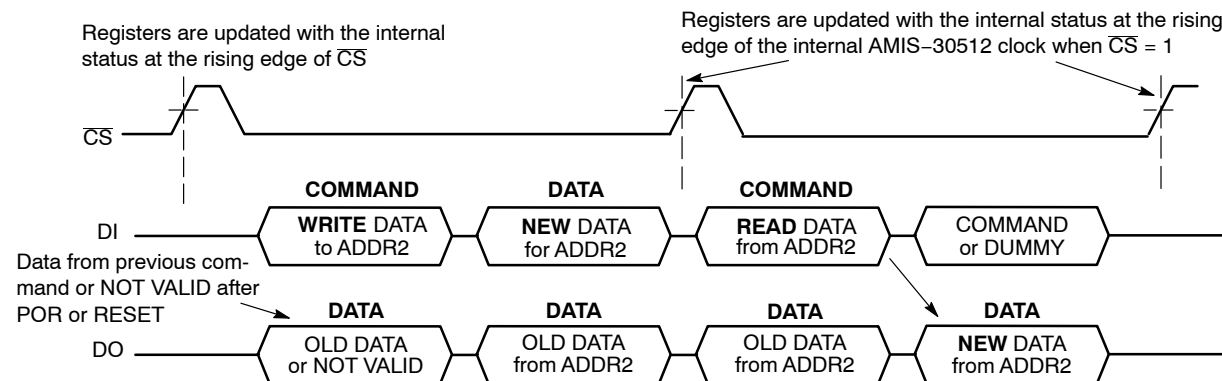 Registers are updated with the internal
status at the rising edge of C̅S̅
Registers are updated with the internal status at the rising
edge of the internal AMIS−30512 clock when C̅S̅ = 1
C̅S̅
COMMAND
DATA
COMMAND
DI
WRITE DATA
to ADDR2
NEW DATA
for ADDR2
READ DATA
from ADDR2
COMMAND
or DUMMY
Data from previous com-
mand or NOT VALID after
POR or RESET
DATA
DATA
DATA
DATA
DO
OLD DATA
or NOT VALID
OLD DATA
from ADDR2
OLD DATA
from ADDR2
NEW DATA
from ADDR2